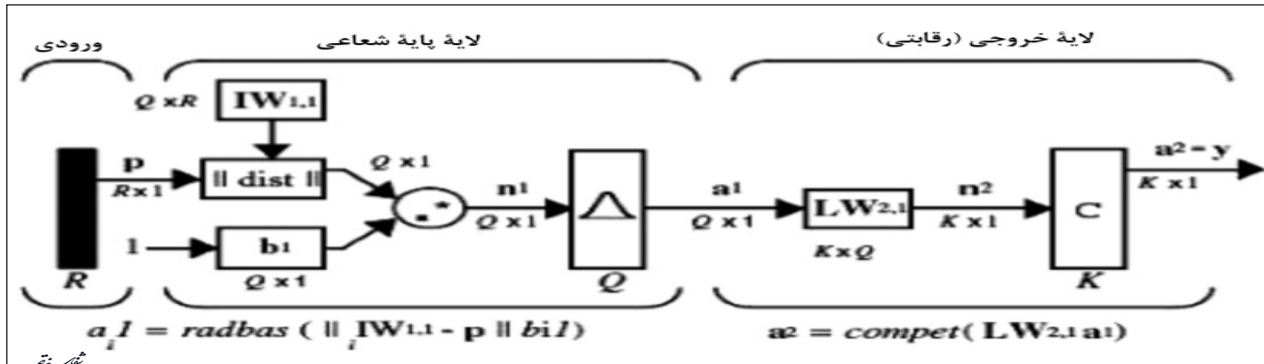 ورودی
لایهٔ پایهٔ شعاعی
لایهٔ خروجی (رقابتی)
Q×R IW1,1
p
R×1
|| dist ||
Q×1
.*
n1
Q×1
a1
Q×1
LW2,1
K×Q
n2
K×1
C
a2 = y
K×1
1
b1
Q×1
R
Q
K
ai1 = radbas ( || iIW1,1 - p || bi1)
a2 = compet( LW2,1 a1)